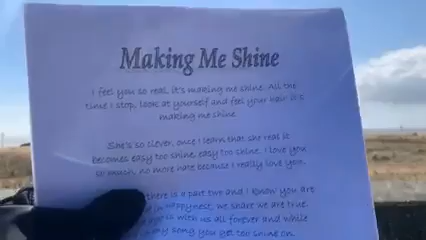 Making Me Shine
I feel you so real, it's making me shine. All the
time I stop, look at yourself and feel your hair it's
making me shine.
She's so clever, once I learn that she real it
becomes easy too shine, easy too shine. I love you
so much, no more hate because I really love you.
there is a part two and I know you are
in happynest, we share we are true.
is with us all forever and while
any song you get too shine on.